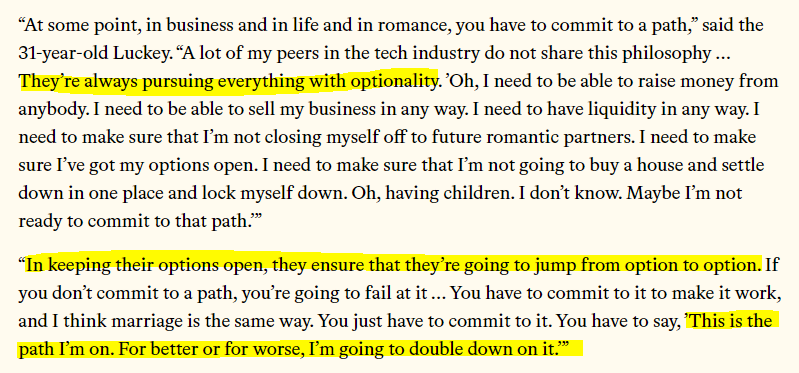 “At some point, in business and in life and in romance, you have to commit to a path,” said the
31-year-old Luckey. “A lot of my peers in the tech industry do not share this philosophy ...
They’re always pursuing everything with optionality. ’Oh, I need to be able to raise money from
anybody. I need to be able to sell my business in any way. I need to have liquidity in any way. I
need to make sure that I’m not closing myself off to future romantic partners. I need to make
sure I’ve got my options open. I need to make sure that I’m not going to buy a house and settle
down in one place and lock myself down. Oh, having children. I don’t know. Maybe I’m not
ready to commit to that path.’”
“In keeping their options open, they ensure that they’re going to jump from option to option. If
you don’t commit to a path, you’re going to fail at it ... You have to commit to it to make it work,
and I think marriage is the same way. You just have to commit to it. You have to say, ’This is the
path I’m on. For better or for worse, I’m going to double down on it.’”